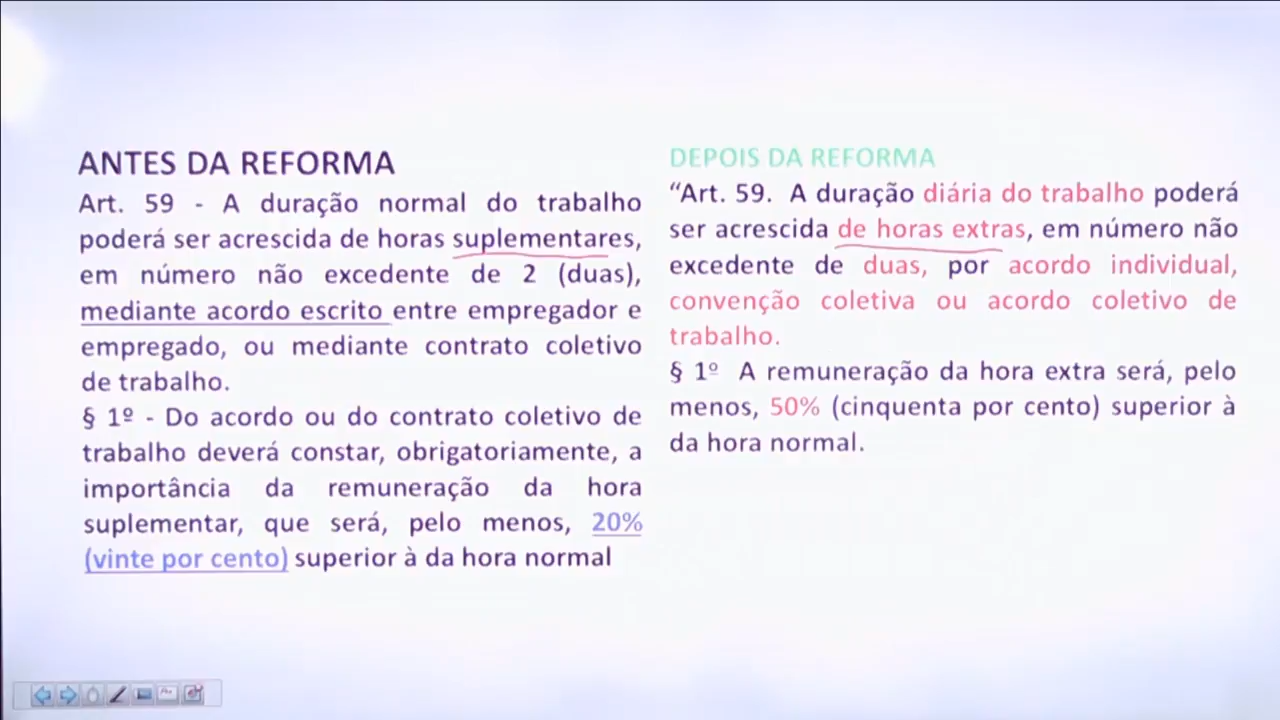 ANTES DA REFORMA
Art. 59 - A duração normal do trabalho
poderá ser acrescida de horas suplementares,
em número não excedente de 2 (duas),
mediante acordo escrito entre empregador e
empregado, ou mediante contrato coletivo
de trabalho.
§ 1º - Do acordo ou do contrato coletivo de
trabalho deverá constar, obrigatoriamente, a
importância da remuneração da hora
suplementar, que será, pelo menos, 20%
(vinte por cento) superior à da hora normal
DEPOIS DA REFORMA
“Art. 59. A duração diária do trabalho poderá
ser acrescida de horas extras, em número não
excedente de duas, por acordo individual,
convenção coletiva ou acordo coletivo de
trabalho.
§ 1º A remuneração da hora extra será, pelo
menos, 50% (cinquenta por cento) superior à
da hora normal.